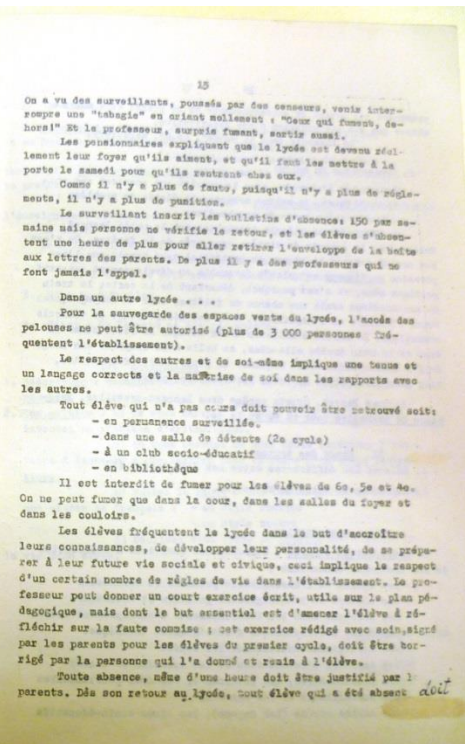 15
On a vu des surveillants, poussés par des censeurs, venir inter-
rompre une "tabagie" en criant mollement : "Ceux qui fument, de-
hors!" Et le professeur, surpris fumant, sortir aussi.
Les pensionnaires expliquent que le lycée est devenu réel-
lement leur foyer qu'ils aiment, et qu'il faut les mettre à la
porte le samedi pour qu'ils rentrent chez eux.
Comme il n'y a plus de faute, puisqu'il n'y a plus de règle-
ments, il n'y a plus de punition.
Le surveillant inscrit les bulletins d'absence: 150 par se-
maine mais personne ne vérifie le retour, et les élèves s'absen-
tent une heure de plus pour aller retirer l'enveloppe de la boîte
aux lettres des parents. De plus il y a des professeurs qui ne
font jamais l'appel.
Dans un autre lycée . . . .
Pour la sauvegarde des espaces verts du lycée, l'accès des
pelouses ne peut être autorisé (plus de 3 000 personnes fré-
quentent l'établissement).
Le respect des autres et de soi-même implique une tenue et
un langage corrects et la maîtrise de soi dans les rapports avec
les autres.
Tout élève qui n'a pas cours doit pouvoir être retrouvé soit:
- en permanence surveillée.
- dans une salle de détente (2e cycle)
- à un club socio-éducatif
- en bibliothèque
Il est interdit de fumer pour les élèves de 6e, 5e et 4e.
On ne peut fumer que dans la cour, dans les salles du foyer et
dans les couloirs.
Les élèves fréquentent le lycée dans le but d'accroître
leurs connaissances, de développer leur personnalité, de se prépa-
rer à leur future vie sociale et civique, ceci implique le respect
d'un certain nombre de règles de vie dans l'établissement. Le pro-
fesseur peut donner un court exercice écrit, utile sur le plan pé-
dagogique, mais dont le but essentiel est d'amener l'élève à ré-
fléchir sur la faute commise ; cet exercice rédigé avec soin,signé
par les parents pour les élèves du premier cycle, doit être cor-
rigé par la personne qui l'a donné et remis à l'élève.
Toute absence, même d'une heure doit être justifié par l
parents. Dès son retour au lycée, tout élève qui a été absent doit